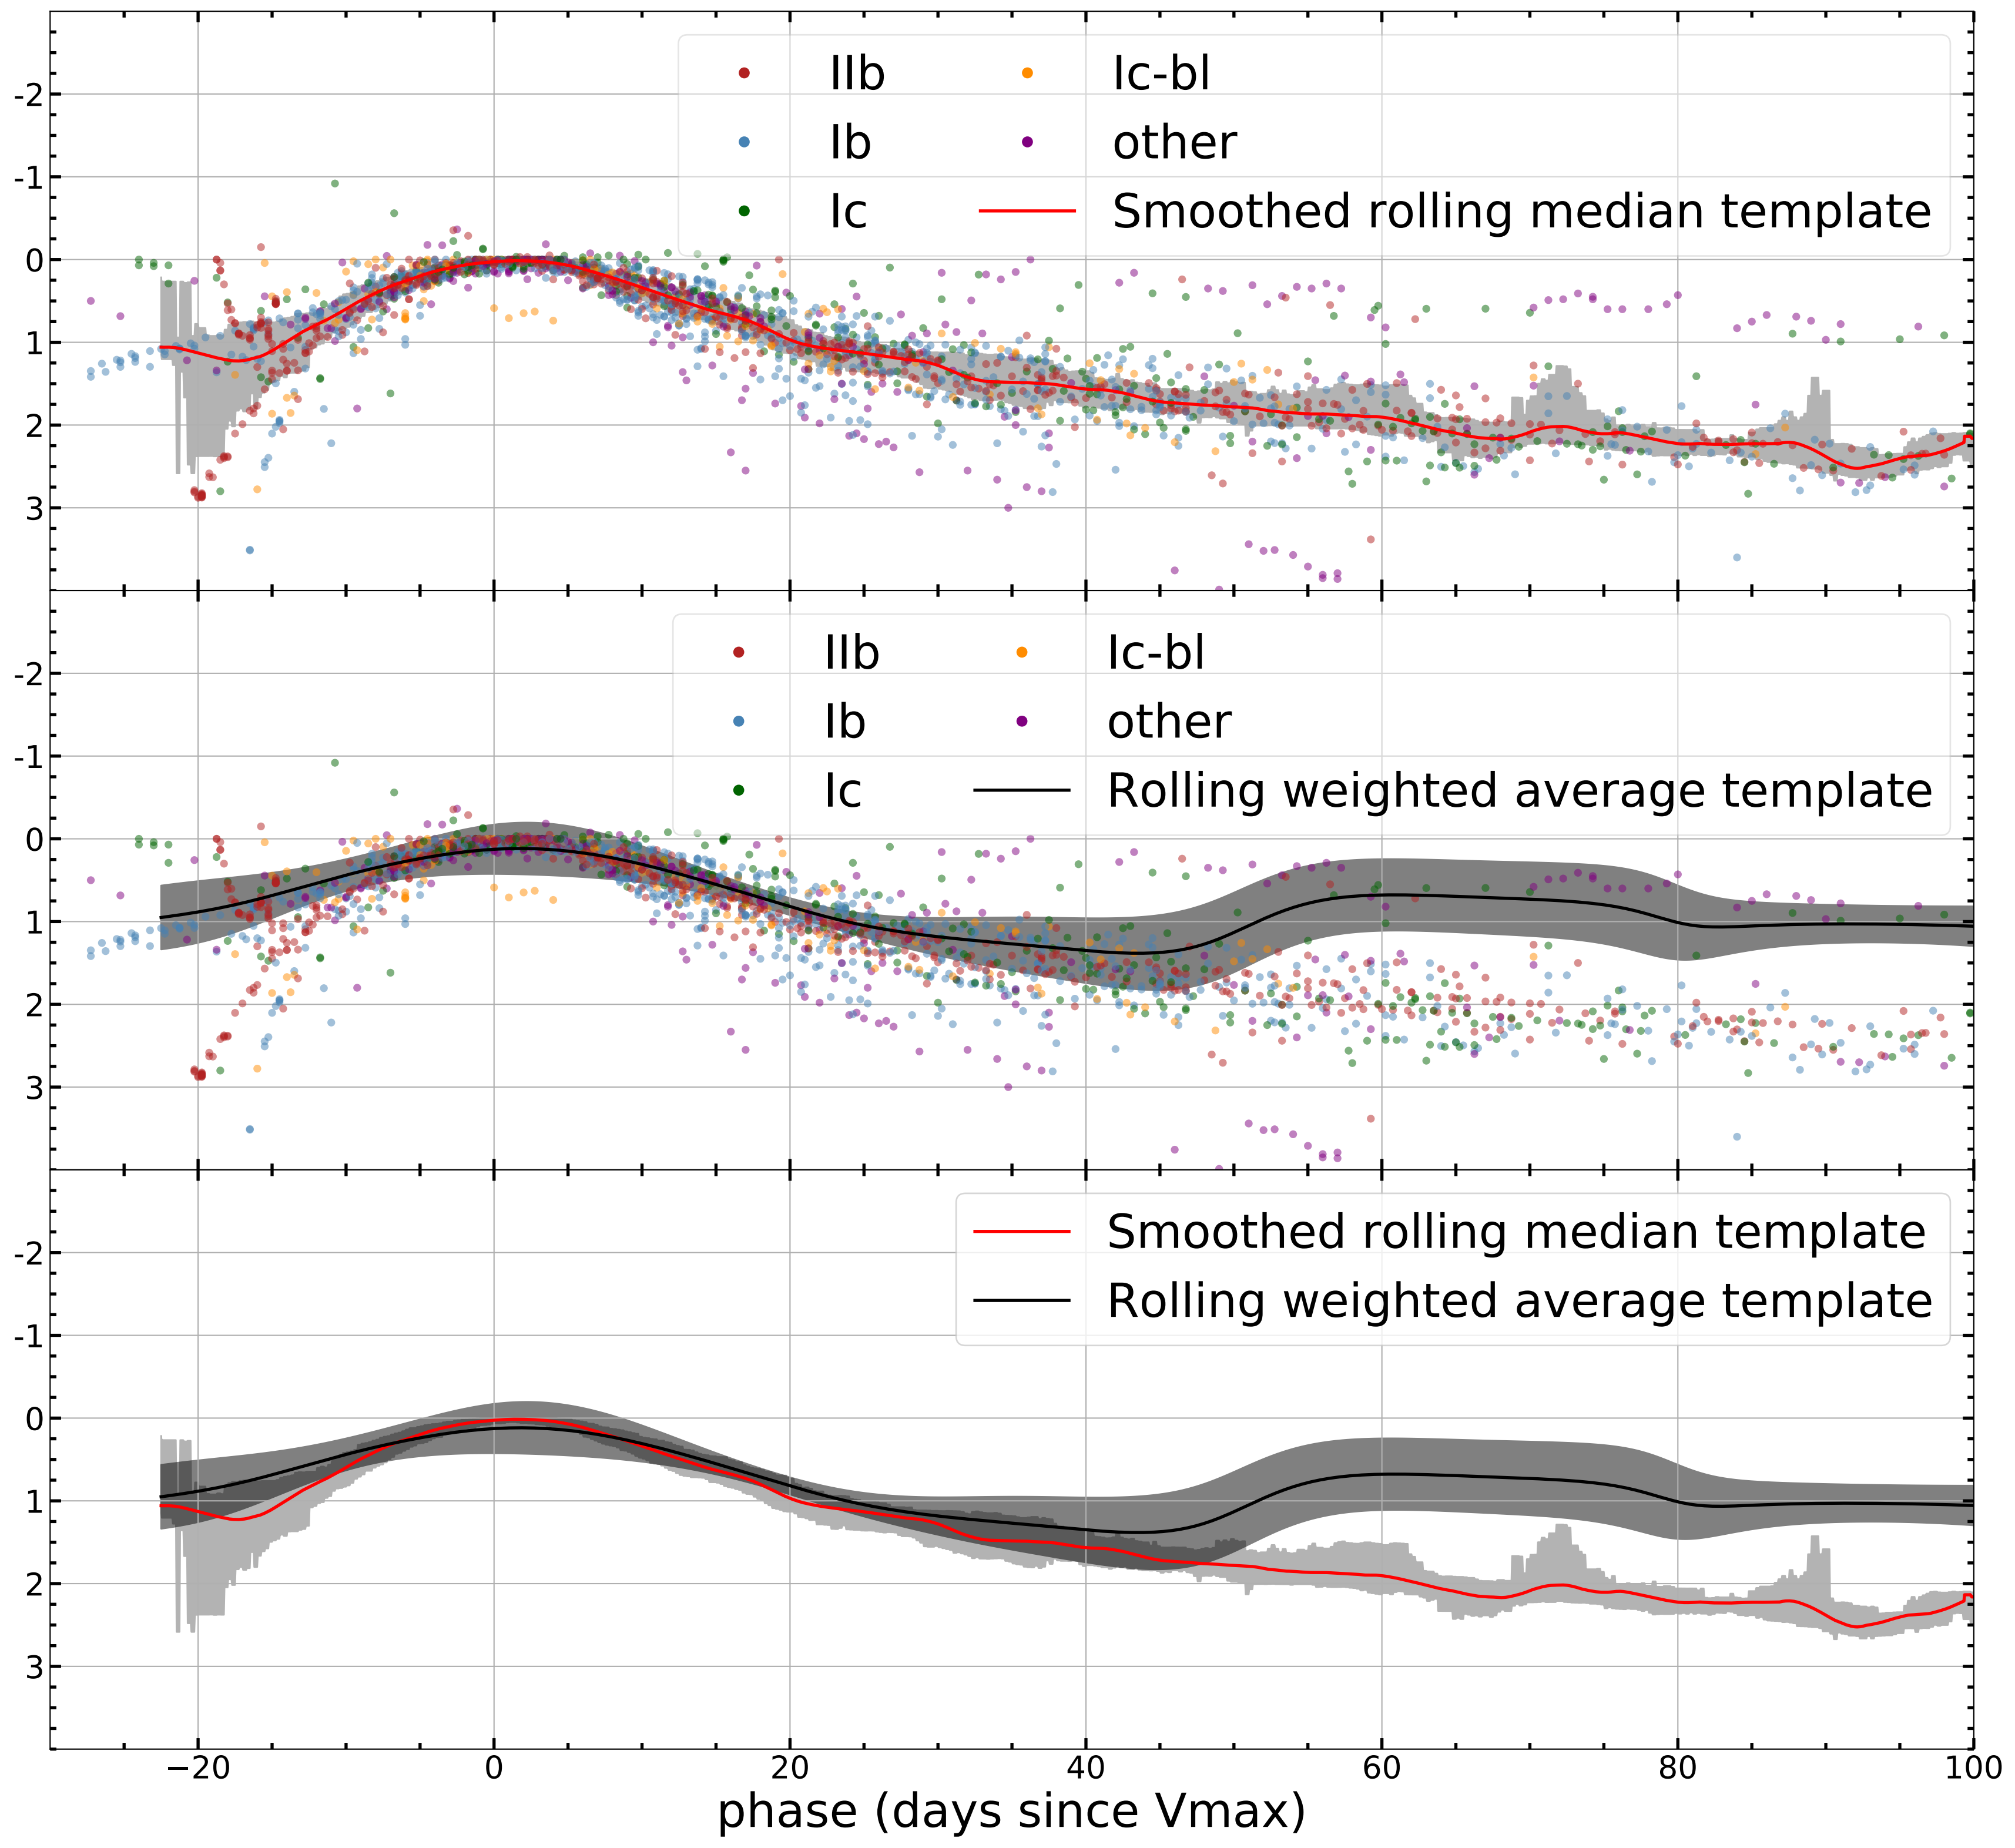 IIb Ic-bl
Ib other
Ic Smoothed rolling median template
-2
-1
0
1
2
3
IIb Ic-bl
Ib other
Ic Rolling weighted average template
-2
-1
0
1
2
3
Smoothed rolling median template
Rolling weighted average template
-2
-1
0
1
2
3
−20 0 20 40 60 80 100
phase (days since Vmax)